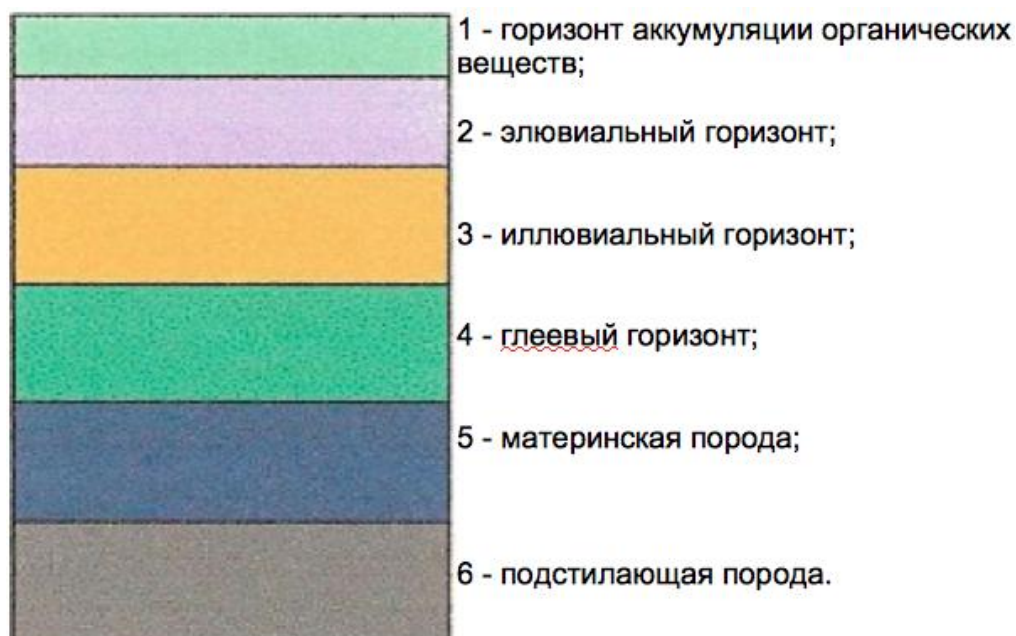 1 - горизонт аккумуляции органических
веществ;
2 - элювиальный горизонт;
3 - иллювиальный горизонт;
4 - глеевый горизонт;
5 - материнская порода;
6 - подстилающая порода.